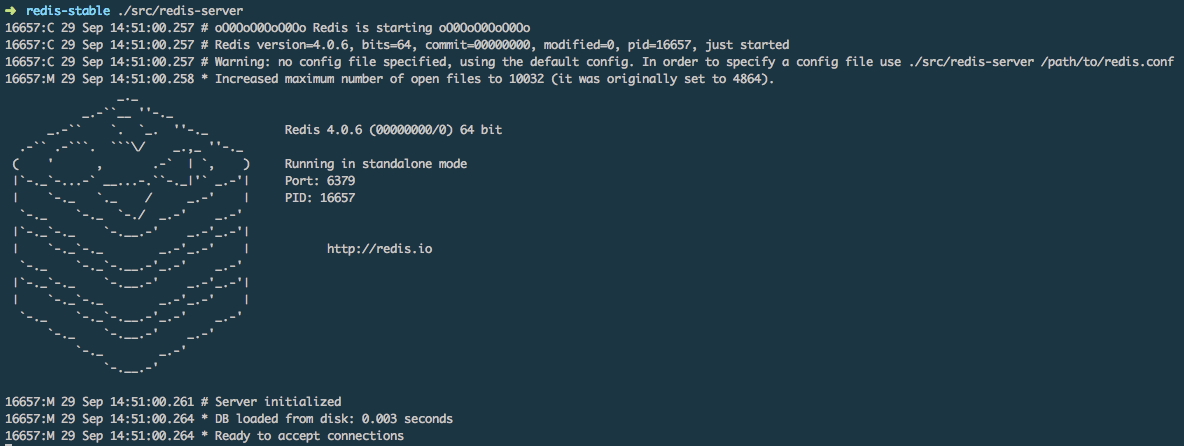 ➜ redis-stable ./src/redis-server
16657:C 29 Sep 14:51:00.257 # oO0OoO0OoO0Oo Redis is starting oO0OoO0OoO0Oo
16657:C 29 Sep 14:51:00.257 # Redis version=4.0.6, bits=64, commit=00000000, modified=0, pid=16657, just started
16657:C 29 Sep 14:51:00.257 # Warning: no config file specified, using the default config. In order to specify a config file use ./src/redis-server /path/to/redis.conf
16657:M 29 Sep 14:51:00.258 * Increased maximum number of open files to 10032 (it was originally set to 4864).
Redis 4.0.6 (00000000/0) 64 bit
Running in standalone mode
Port: 6379
PID: 16657
http://redis.io
16657:M 29 Sep 14:51:00.261 # Server initialized
16657:M 29 Sep 14:51:00.264 * DB loaded from disk: 0.003 seconds
16657:M 29 Sep 14:51:00.264 * Ready to accept connections